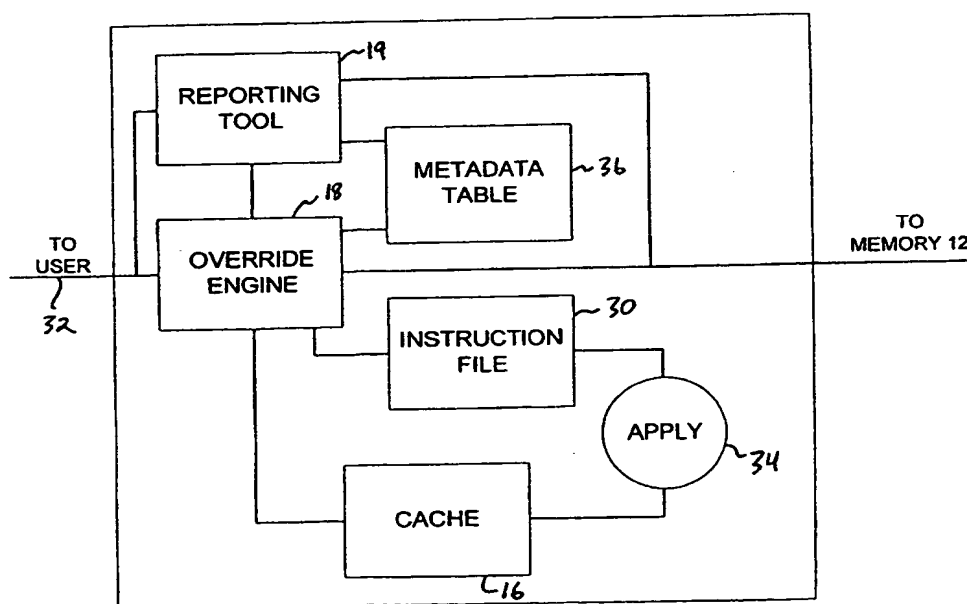 19
REPORTING
TOOL
METADATA
TABLE
36
18
TO
USER
32
OVERRIDE
ENGINE
TO
MEMORY 12
30
INSTRUCTION
FILE
APPLY
34
CACHE
16